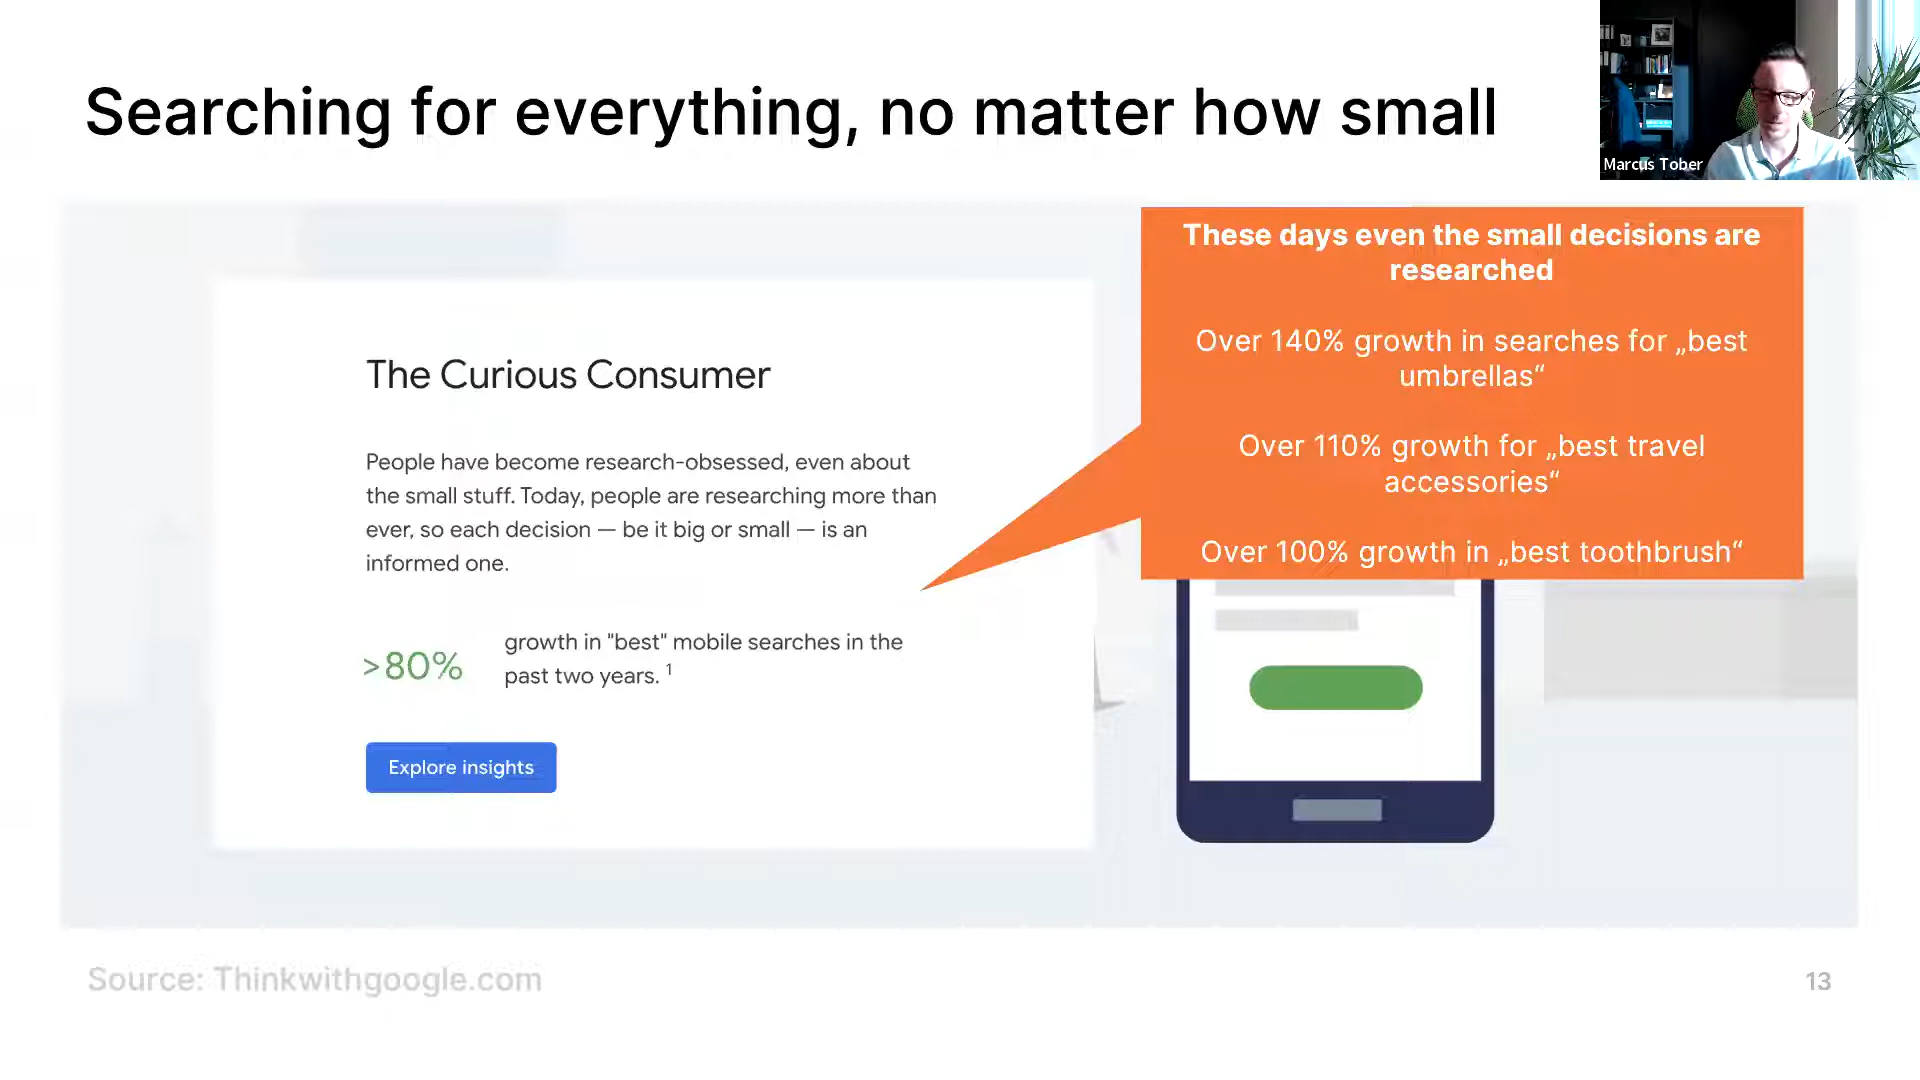 Searching for everything, no matter how small
Marcus Tober
These days even the small decisions are
researched
Over 140% growth in searches for „best
umbrellas“
Over 110% growth for „best travel
accessories“
Over 100% growth in „best toothbrush“
The Curious Consumer
People have become research-obsessed, even about
the small stuff. Today, people are researching more than
ever, so each decision — be it big or small — is an
informed one.
>80%
growth in "best" mobile searches in the
past two years. 1
Explore insights
Source: Thinkwithgoogle.com
13